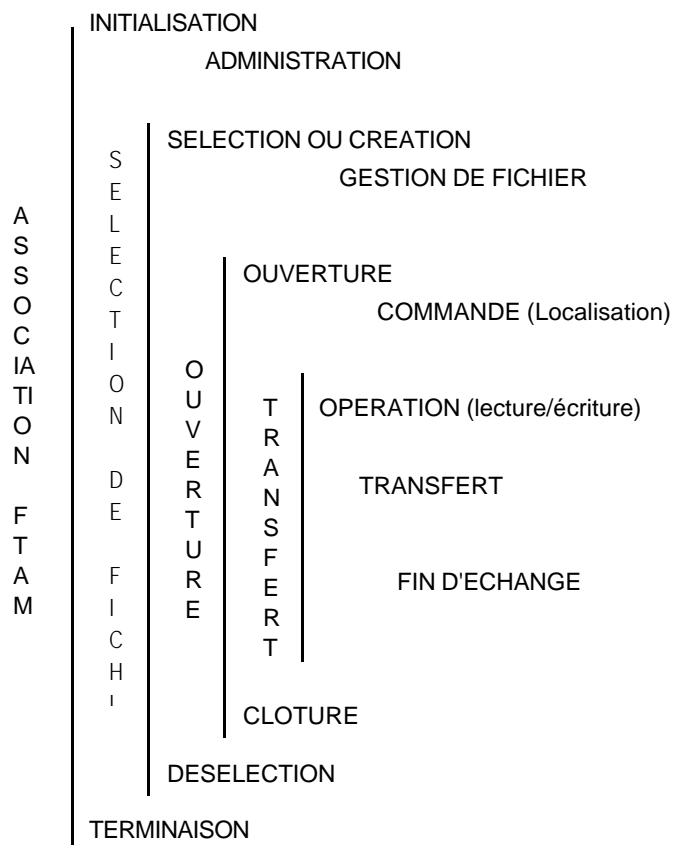 INITIALISATION
ADMINISTRATION
SELECTION OU CREATION
GESTION DE FICHIER
OUVERTURE
COMMANDE (Localisation)
OPERATION (lecture/écriture)
TRANSFERT
FIN D'ECHANGE
CLOTURE
DESELECTION
TERMINAISON
ASSOCIATION FTAM
SELECTION DE FICH
OUVERTURE
TRANSFERT